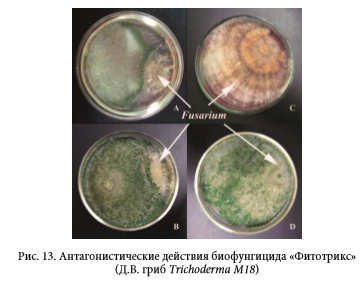 A
C
Fusarium
B
D
Рис. 13. Антагонистические действия биофунгицида «Фитотрикс»
(Д.В. гриб Trichoderma M18)